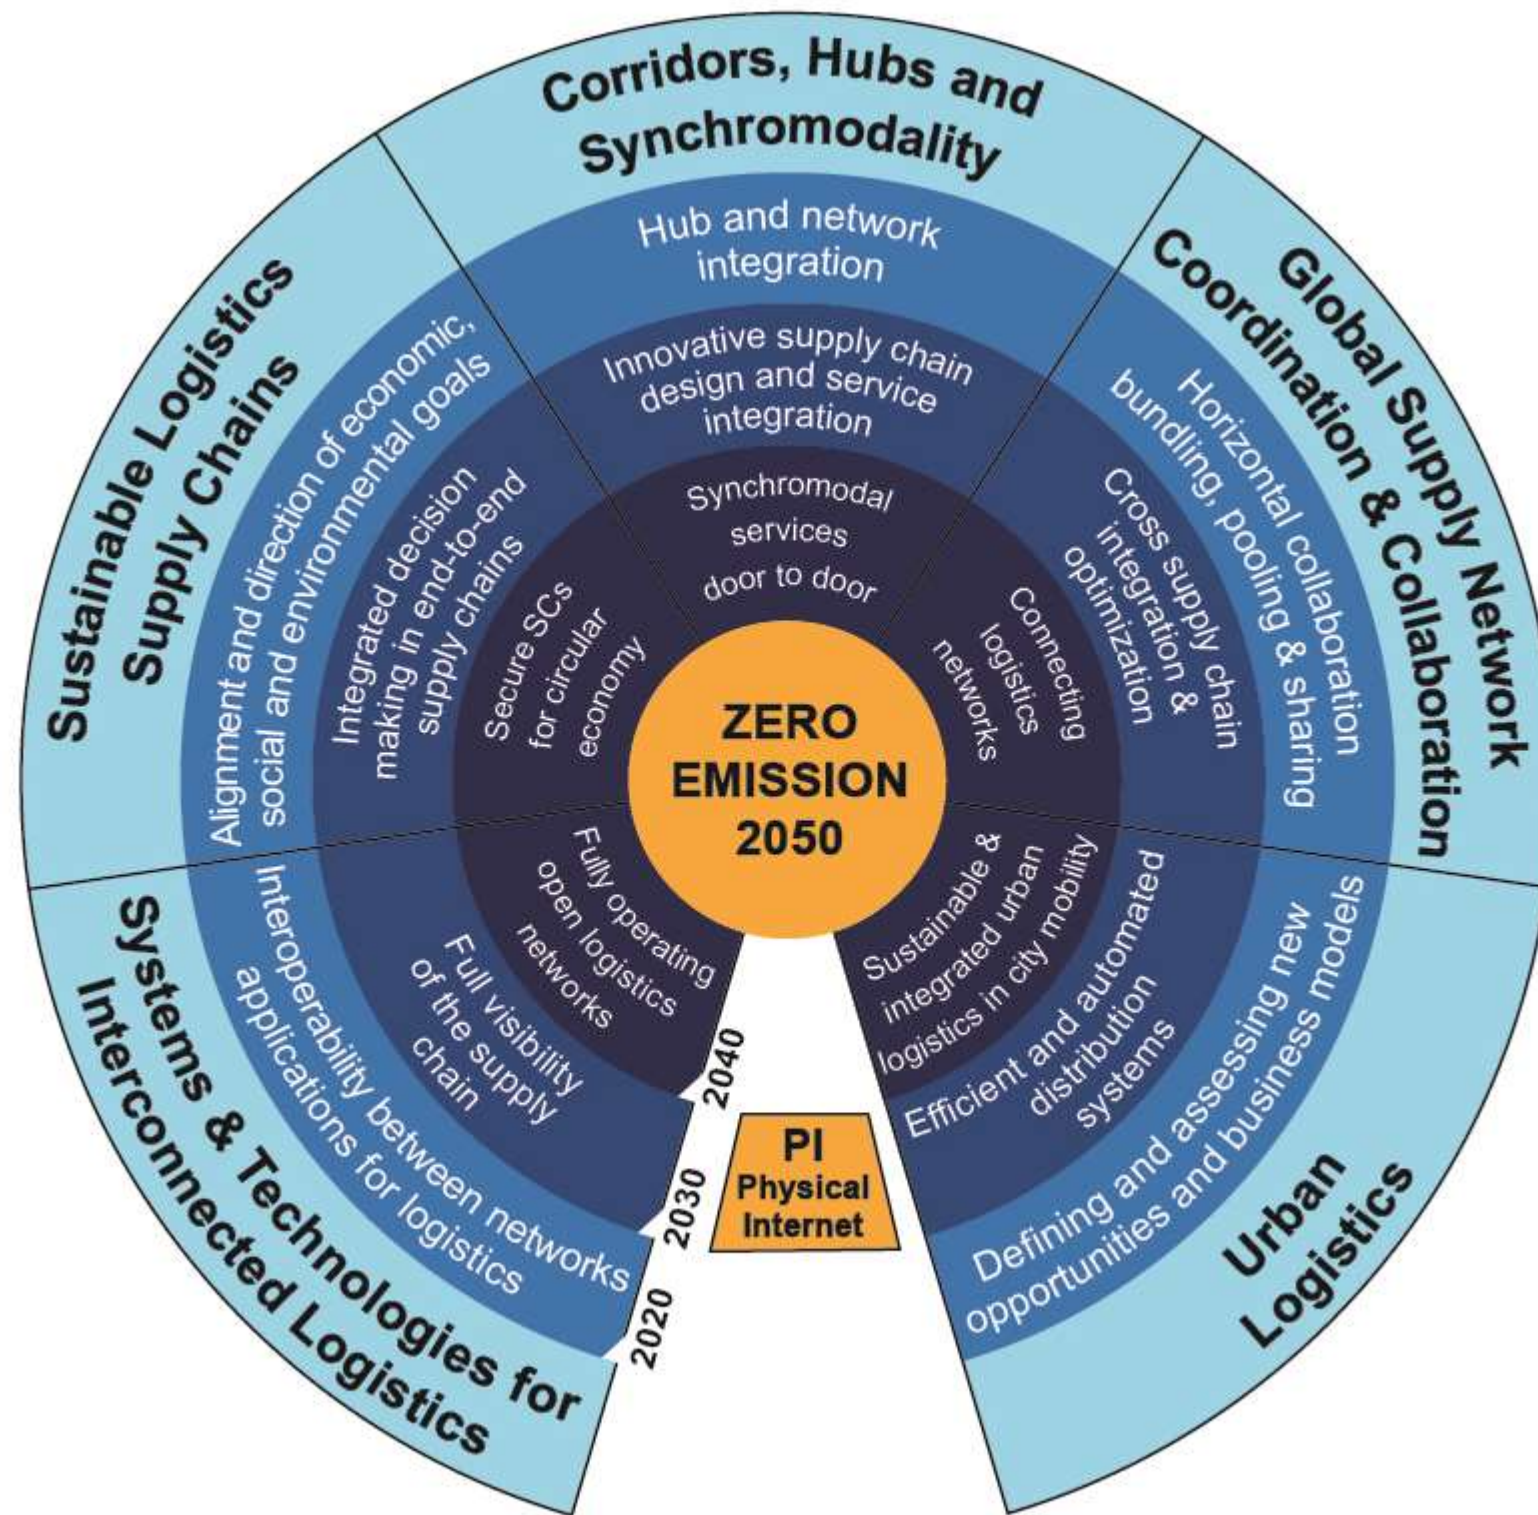 Corridors, Hubs and
Synchromodality
Hub and network
integration
Innovative supply chain
design and service
integration
Synchromodal
services
door to door
Global Supply Network
Coordination & Collaboration
Horizontal collaboration
bundling, pooling & sharing
Cross supply chain
integration &
optimization
Connecting
logistics
networks
Urban
Logistics
Defining and assessing new
opportunities and business models
Efficient and automated
distribution
systems
Sustainable &
integrated urban
logistics in city mobility
Systems & Technologies for
Interconnected Logistics
Interoperability between networks
applications for logistics
Full visibility
of the supply
chain
Fully operating
open logistics
networks
Sustainable Logistics
Supply Chains
Alignment and direction of economic,
social and environmental goals
Integrated decision
making in end-to-end
supply chains
Secure SCs
for circular
economy
ZERO
EMISSION
2050
2040
2030
2020
PI
Physical
Internet